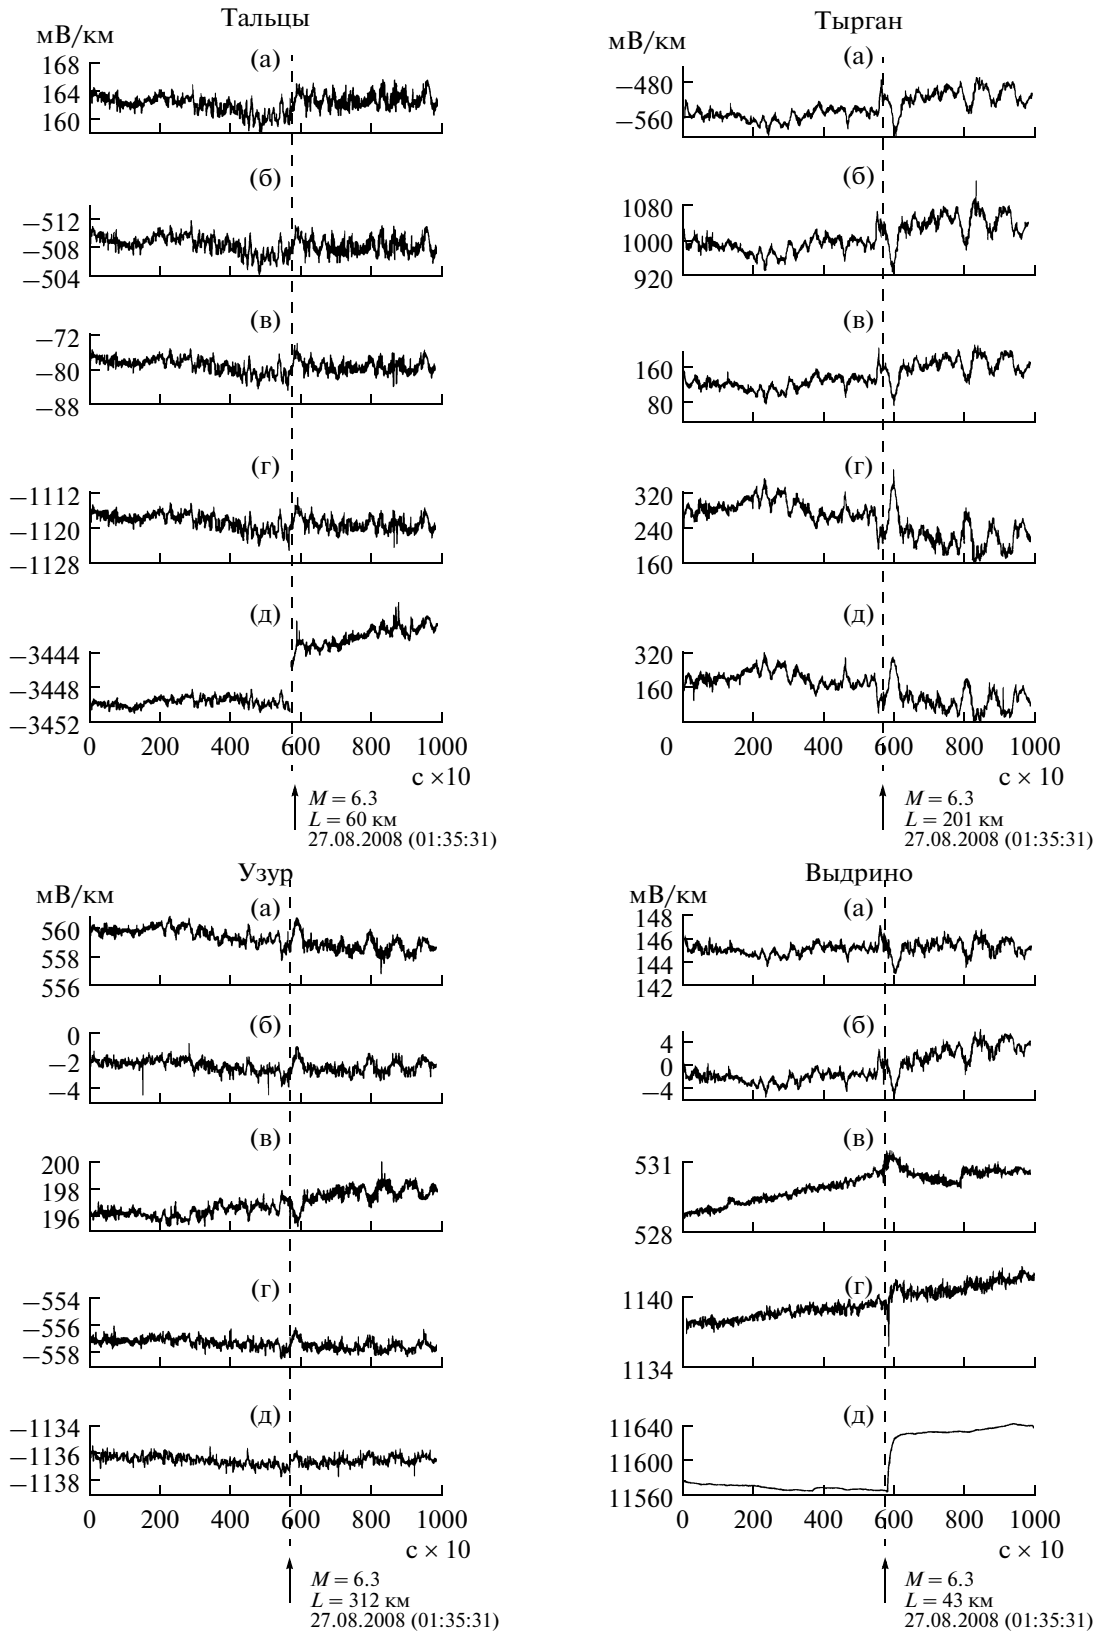 Тальцы
мВ/км
(а)
168
164
160
(б)
−512
−508
−504
(в)
−72
−80
−88
(г)
−1112
−1120
−1128
(д)
−3444
−3448
−3452
0 200 400 600 800 1000
с ×10
M = 6.3
L = 60 км
27.08.2008 (01:35:31)
Тырган
мВ/км
(а)
−480
−560
(б)
1080
1000
920
(в)
160
80
(г)
320
240
160
(д)
320
160
0
0 200 400 600 800 1000
с × 10
M = 6.3
L = 201 км
27.08.2008 (01:35:31)
Узур
мВ/км
(а)
560
558
556
(б)
0
−2
−4
(в)
200
198
196
(г)
−554
−556
−558
(д)
−1134
−1136
−1138
0 200 400 600 800 1000
с × 10
M = 6.3
L = 312 км
27.08.2008 (01:35:31)
Выдрино
мВ/км
(а)
148
146
144
142
(б)
4
0
−4
(в)
531
528
(г)
1140
1134
(д)
11640
11600
11560
0 200 400 600 800 1000
с × 10
M = 6.3
L = 43 км
27.08.2008 (01:35:31)